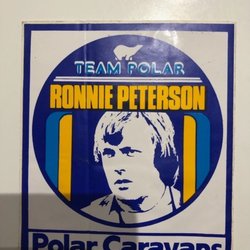 TEAM POLAR
RONNIE PETERSON
Polar Caravans